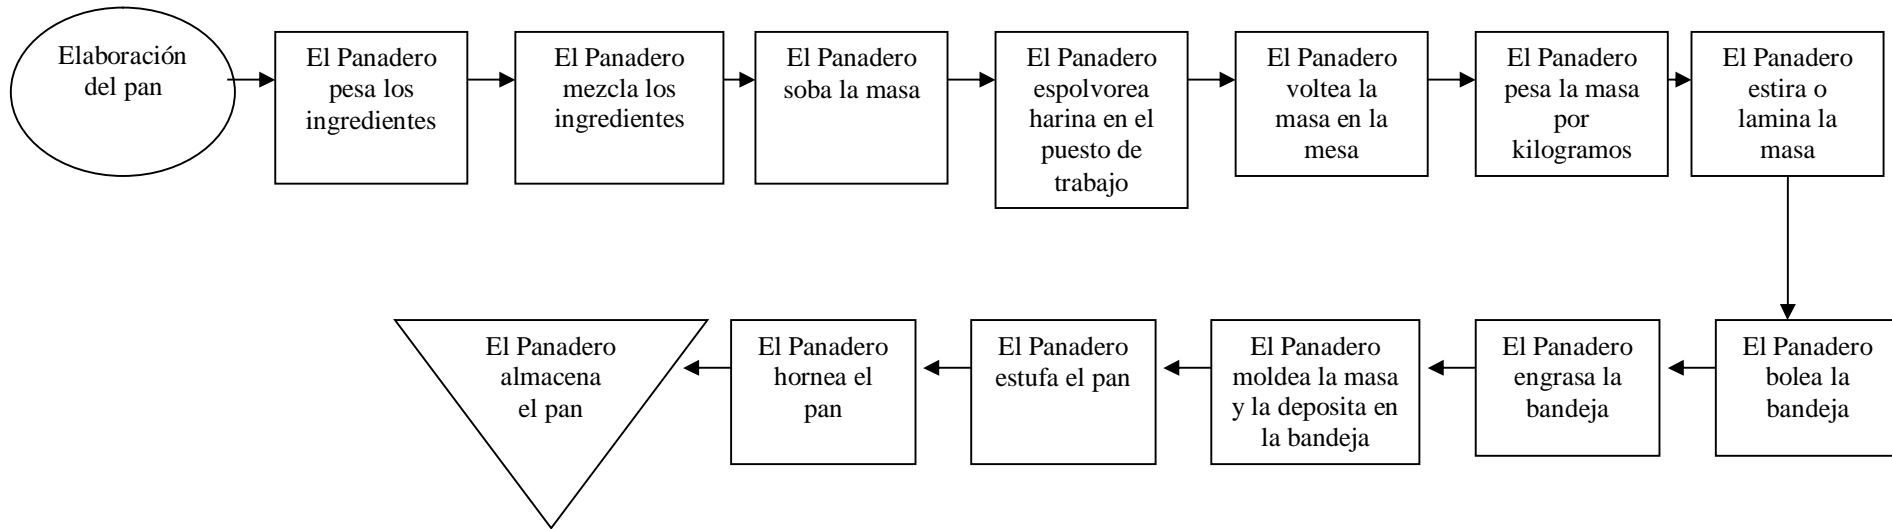 Elaboración
del pan
El Panadero
pesa los
ingredientes
El Panadero
mezcla los
ingredientes
El Panadero
soba la masa
El Panadero
espolvorea
harina en el
puesto de
trabajo
El Panadero
voltea la
masa en la
mesa
El Panadero
pesa la masa
por
kilogramos
El Panadero
estira o
lamina la
masa
El Panadero
bolea la
bandeja
El Panadero
engrasa la
bandeja
El Panadero
moldea la masa
y la deposita en
la bandeja
El Panadero
estufa el pan
El Panadero
hornea el
pan
El Panadero
almacena
el pan